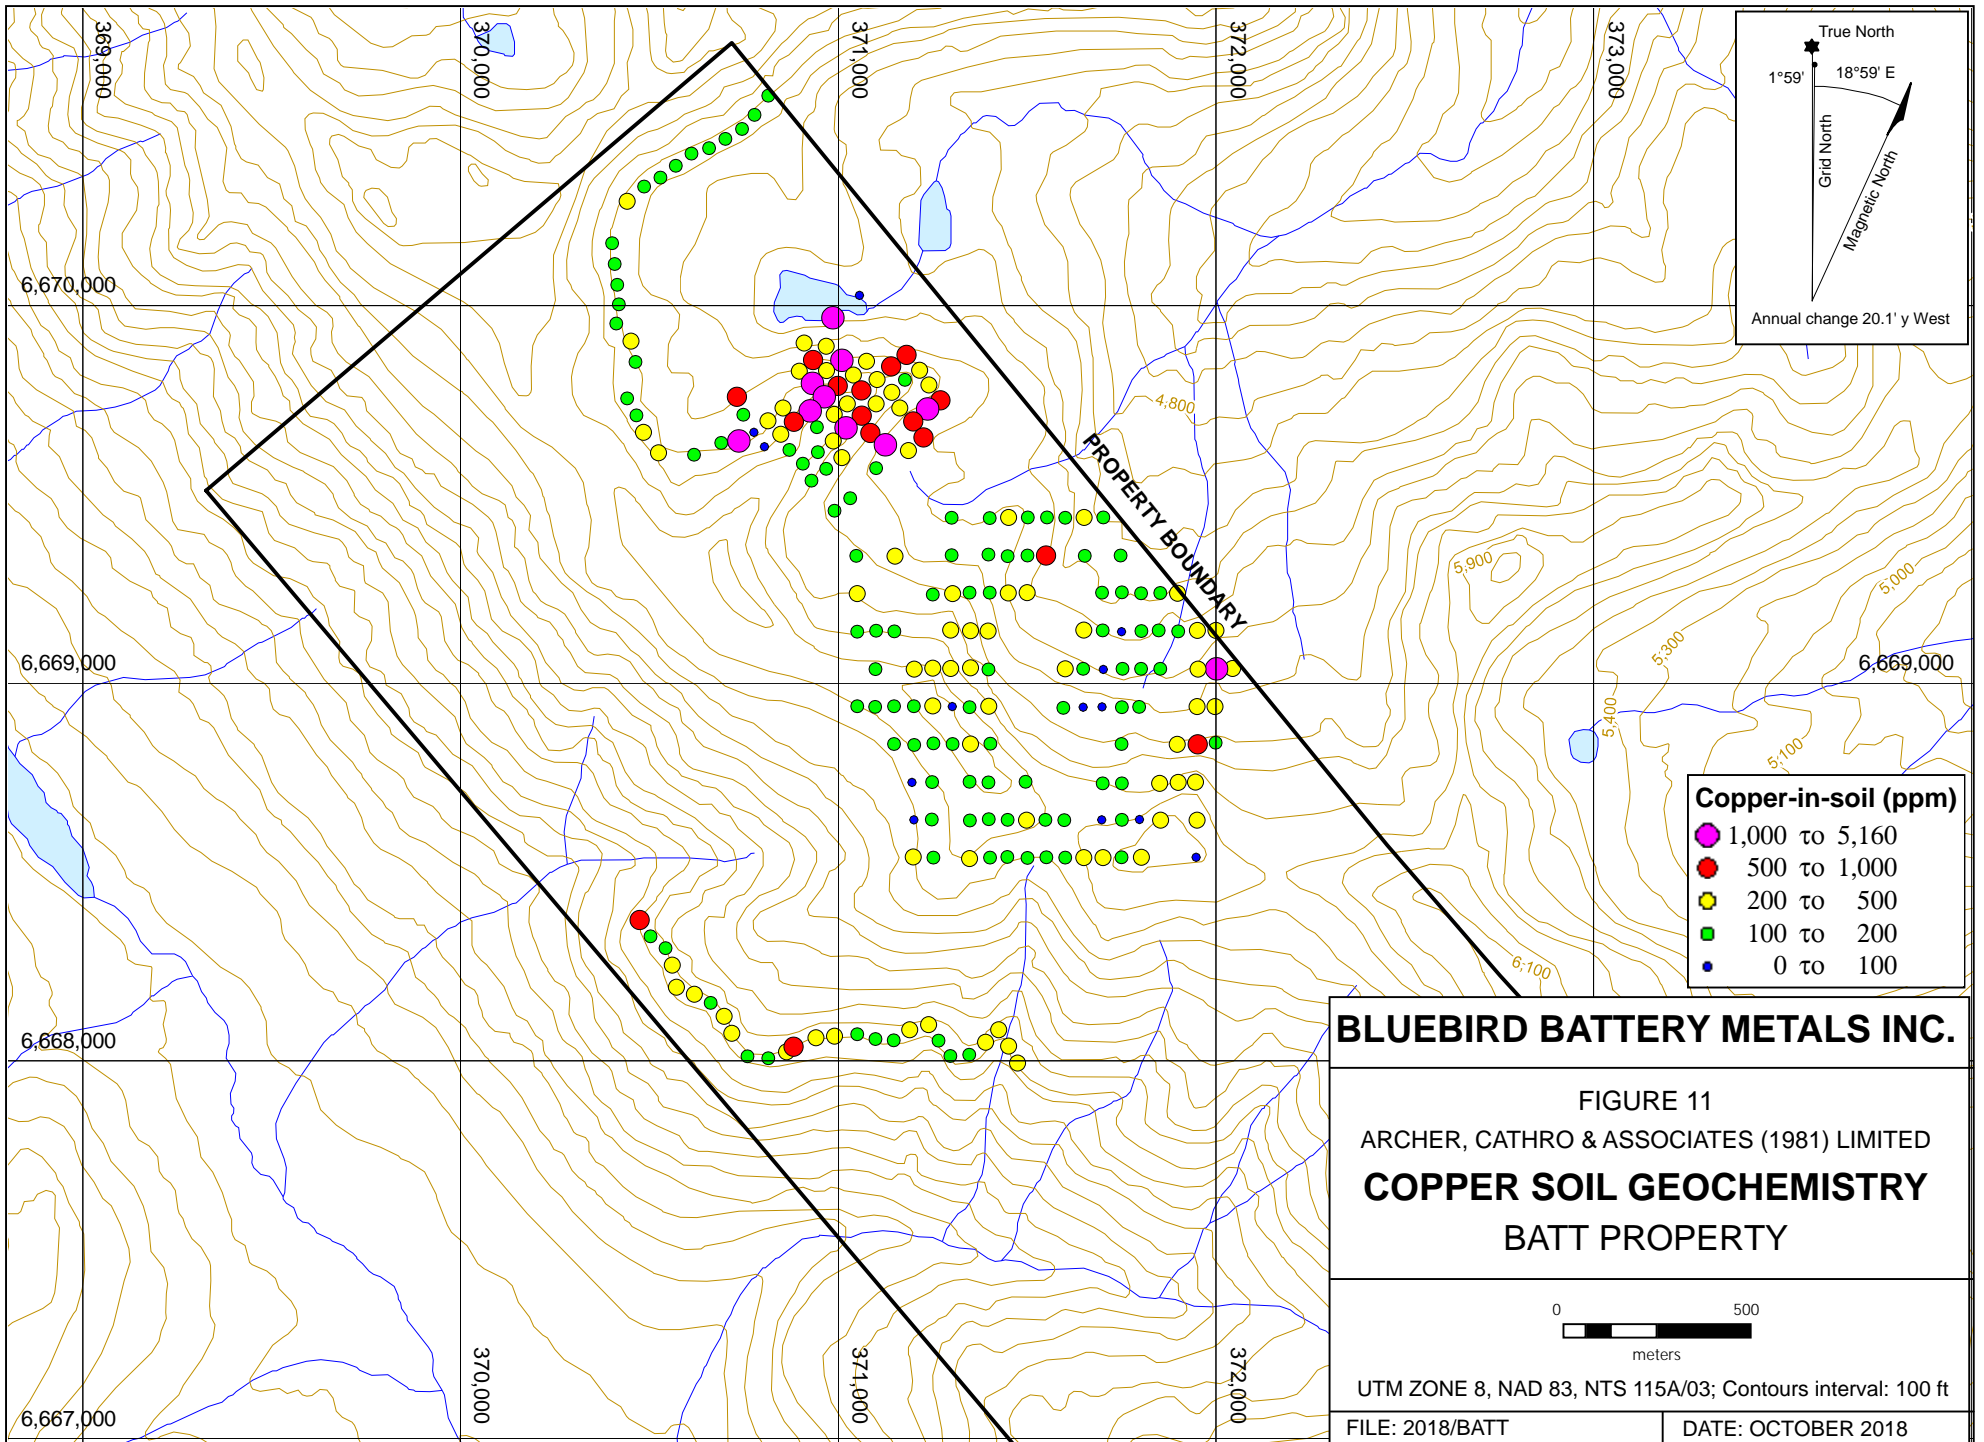 369,000
370,000
371,000
372,000
373,000
True North
1°59'
18°59' E
Grid North
Magnetic North
Annual change 20.1' y West
6,670,000
4,800
PROPERTY BOUNDARY
5,900
5,000
5,300
6,669,000
6,669,000
5,400
5,100
Copper-in-soil (ppm)
1,000 to 5,160
500 to 1,000
200 to 500
100 to 200
0 to 100
6,100
6,668,000
BLUEBIRD BATTERY METALS INC.
FIGURE 11
ARCHER, CATHRO & ASSOCIATES (1981) LIMITED
COPPER SOIL GEOCHEMISTRY
BATT PROPERTY
0 500
meters
UTM ZONE 8, NAD 83, NTS 115A/03; Contours interval: 100 ft
FILE: 2018/BATT
DATE: OCTOBER 2018
370,000
371,000
372,000
6,667,000